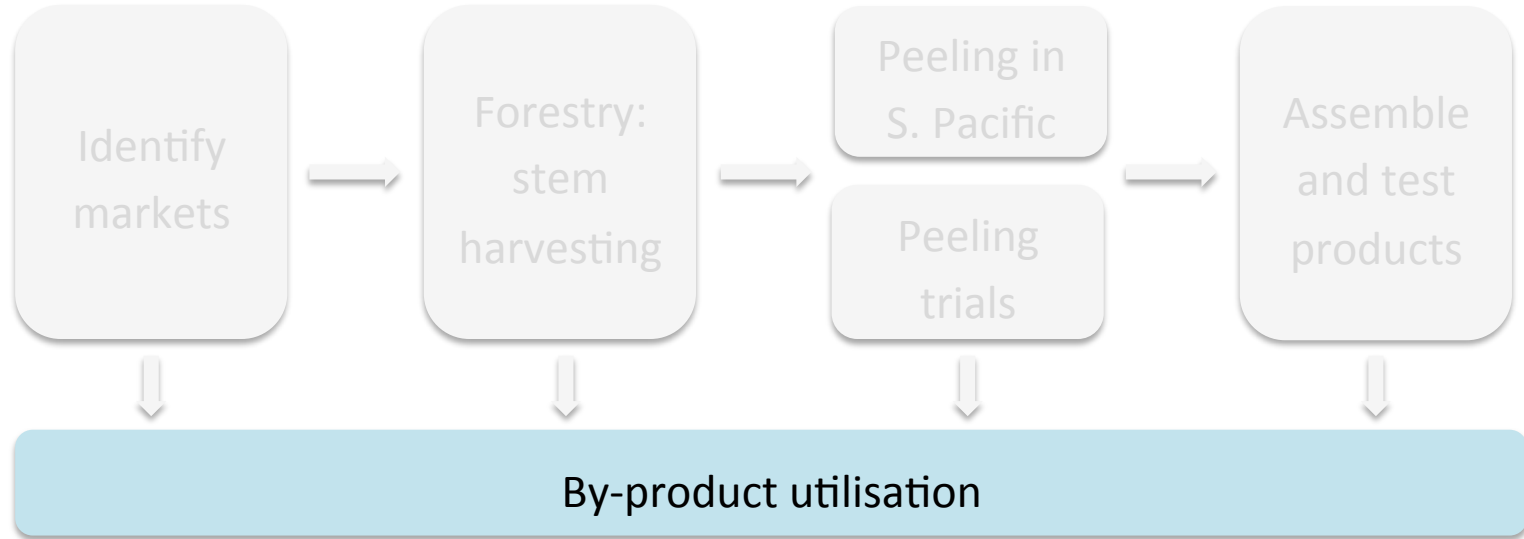 Identify
markets
Forestry:
stem
harvesting
Peeling in
S. Pacific
Peeling
trials
Assemble
and test
products
By-product utilisation